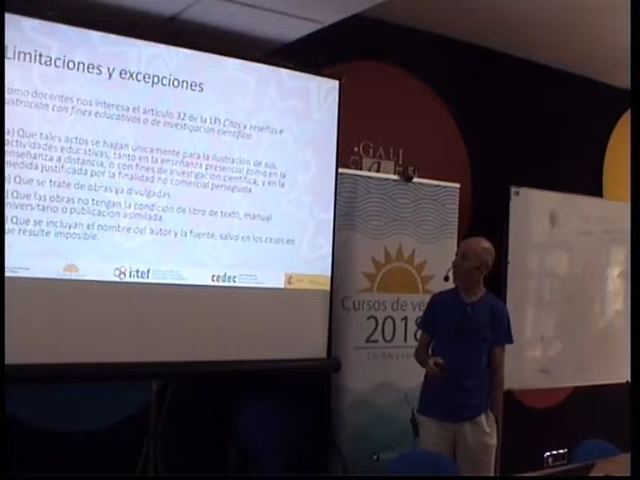 Limitaciones y excepciones
omo docentes nos interesa el artículo 32 de la LPI Citas y reseñas e
ustración con fines educativos o de investigación científica
a) Que tales actos se hagan únicamente para la ilustración de sus
actividades educativas, tanto en la enseñanza presencial como en la
enseñanza a distancia, o con fines de investigación científica, y en la
medida justificada por la finalidad no comercial perseguida.
) Que se trate de obras ya divulgadas.
) Que las obras no tengan la condición de libro de texto, manual
niversitario o publicación asimilada.
) Que se incluyan el nombre del autor y la fuente, salvo en los casos en
ue resulte imposible.
intef
cedec
GALI
Cursos de ve
2018